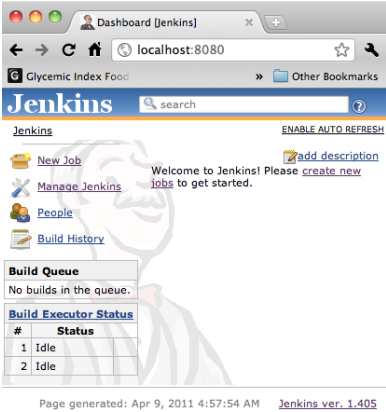 Dashboard [Jenkins]
localhost:8080
G Glycemic Index Food
» Other Bookmarks
Jenkins
search
?
Jenkins
ENABLE AUTO REFRESH
New Job
Manage Jenkins
People
Build History
add description
Welcome to Jenkins! Please create new
jobs to get started.
Build Queue
No builds in the queue.
Build Executor Status
# Status
1 Idle
2 Idle
Page generated: Apr 9, 2011 4:57:54 AM Jenkins ver. 1.405